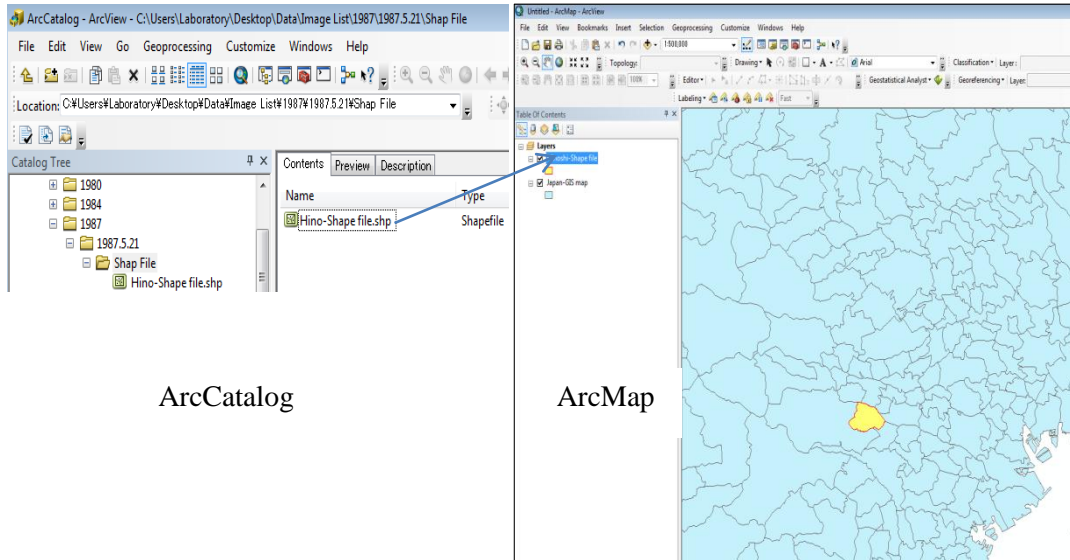 ArcCatalog - ArcView - C:\Users\Laboratory\Desktop\Data\Image List\1987\1987.5.21\Shap File
File Edit View Go Geoprocessing Customize Windows Help
Location: C:¥Users¥Laboratory¥Desktop¥Data¥Image List¥1987¥1987.5.21¥Shap File
Catalog Tree
1980
1984
1987
1987.5.21
Shap File
Hino-Shape file.shp
Contents Preview Description
Name Type
Hino-Shape file.shp Shapefile
ArcCatalog
Untitled - ArcMap - ArcView
File Edit View Bookmarks Insert Selection Geoprocessing Customize Windows Help
1:500,000
Topology: Drawing A Arial Classification Layer:
100% Editor Geostatistical Analyst Georeferencing Layer:
Labeling Fast
Table Of Contents
Layers
-Shape file
Japan-GIS map
ArcMap